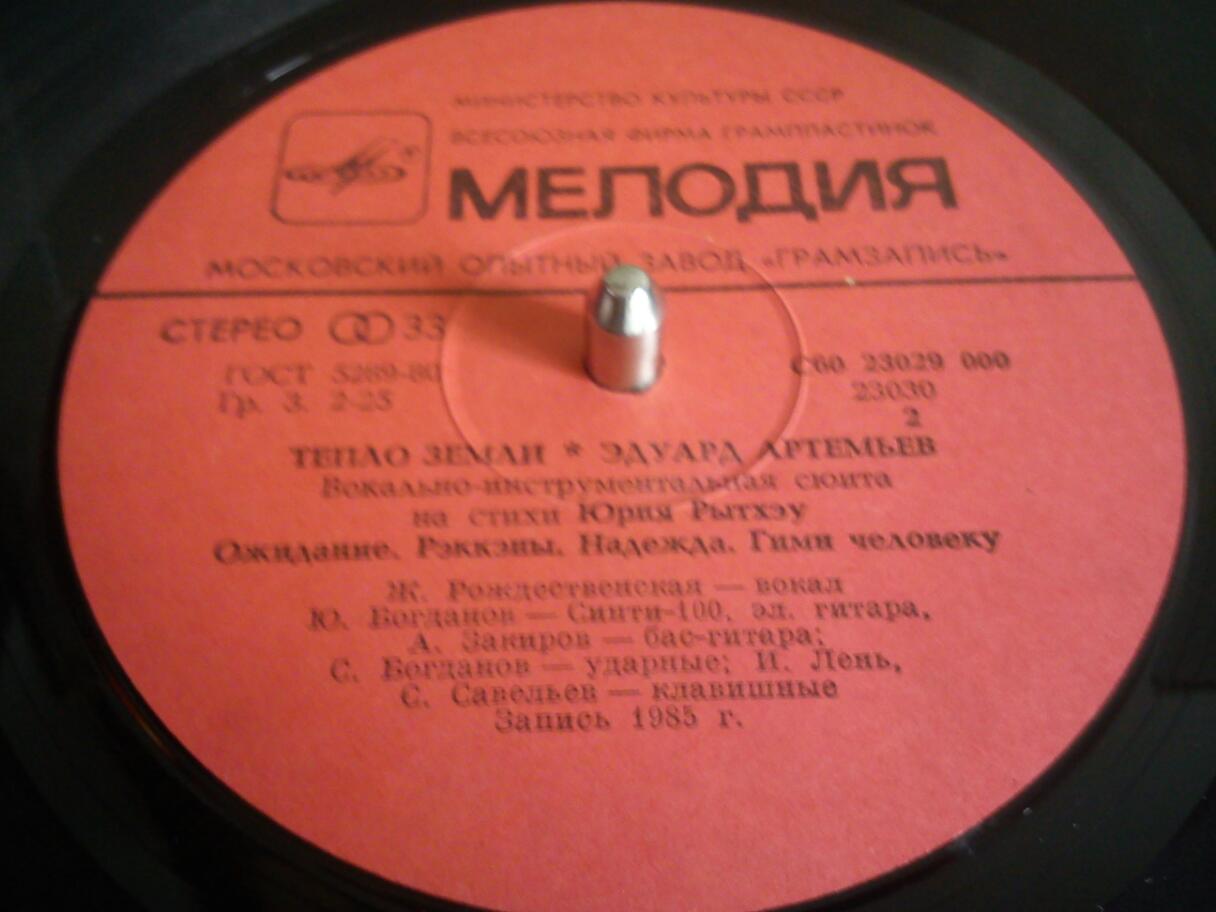 МИНИСТЕРСТВО КУЛЬТУРЫ СССР
ВСЕСОЮЗНАЯ ФИРМА ГРАМПЛАСТИНОК
МЕЛОДИЯ
МОСКОВСКИЙ ОПЫТНЫЙ ЗАВОД «ГРАМЗАПИСЬ»
СТЕРЕО 33
ГОСТ 5289-80 С60 23029 000
Гр. 3. 2-25 23030
2
ТЕПЛО ЗЕМЛИ * ЭДУАРД АРТЕМЬЕВ
Вокально-инструментальная сюита
на стихи Юрия Рытхэу
Ожидание. Рэккэны. Надежда. Гимн человеку
Ж. Рождественская — вокал
Ю. Богданов — Синти-100, эл. гитара,
А. Закиров — бас-гитара;
С. Богданов — ударные; И. Лень,
С. Савельев — клавишные
Запись 1985 г.